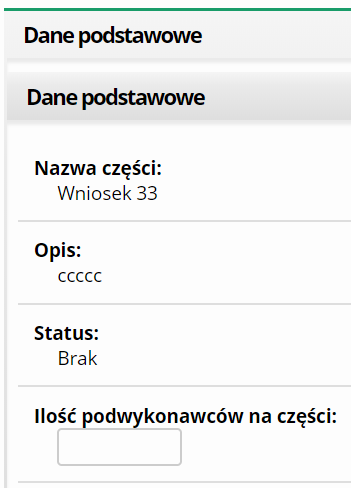 Dane podstawowe
Dane podstawowe
Nazwa części:
Wniosek 33
Opis:
ccccc
Status:
Brak
Ilość podwykonawców na części: